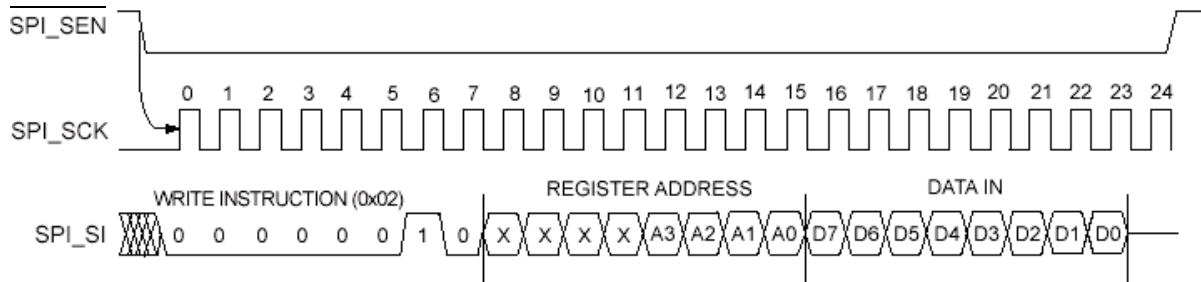 SPI_SEN
0 1 2 3 4 5 6 7 8 9 10 11 12 13 14 15 16 17 18 19 20 21 22 23 24
SPI_SCK
WRITE INSTRUCTION (0x02) REGISTER ADDRESS DATA IN
SPI_SI 0 0 0 0 0 0 1 0 X X X X A3 A2 A1 A0 D7 D6 D5 D4 D3 D2 D1 D0